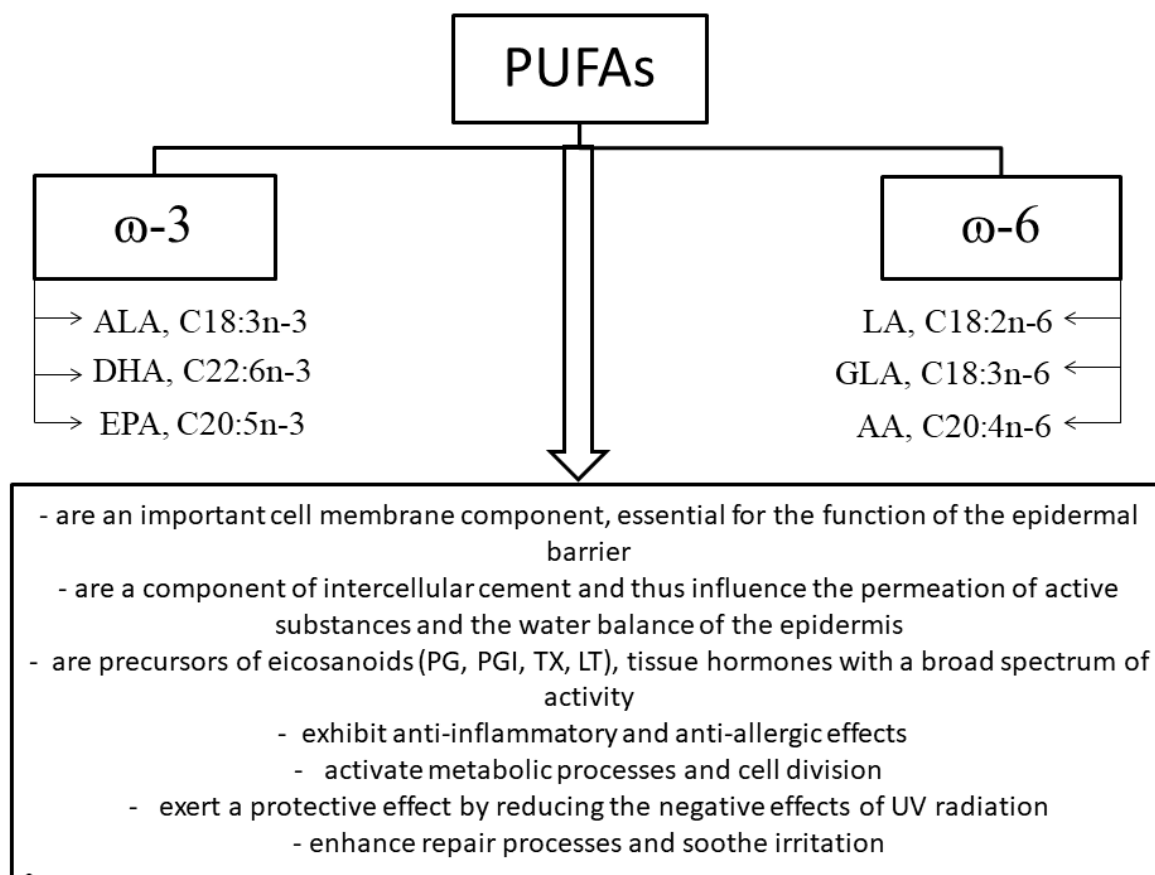 PUFAs
ω-3
ω-6
ALA, C18:3n-3
DHA, C22:6n-3
EPA, C20:5n-3
LA, C18:2n-6
GLA, C18:3n-6
AA, C20:4n-6
- are an important cell membrane component, essential for the function of the epidermal
barrier
- are a component of intercellular cement and thus influence the permeation of active
substances and the water balance of the epidermis
- are precursors of eicosanoids (PG, PGI, TX, LT), tissue hormones with a broad spectrum of
activity
- exhibit anti-inflammatory and anti-allergic effects
- activate metabolic processes and cell division
- exert a protective effect by reducing the negative effects of UV radiation
- enhance repair processes and soothe irritation